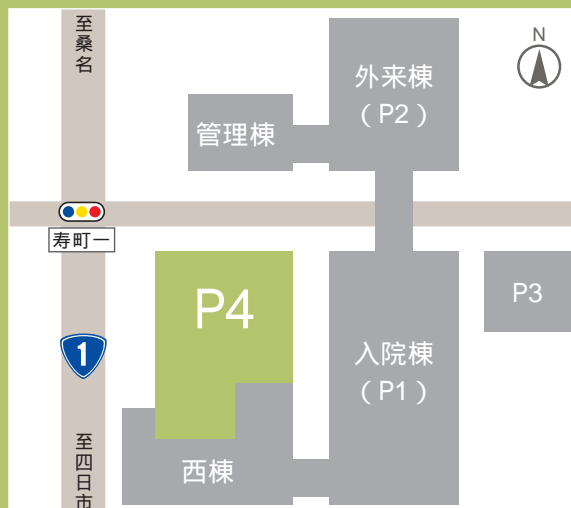 至桑名
N
外来棟
(P2)
管理棟
寿町一
P4
P3
1
入院棟
(P1)
至四日市
西棟